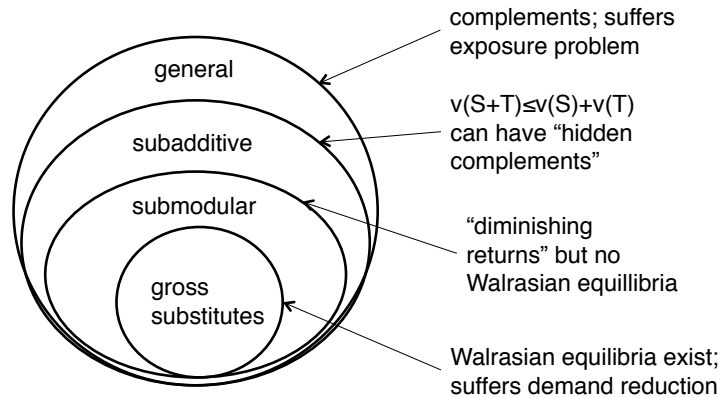 complements; suffers
exposure problem
general
v(S+T)≤v(S)+v(T)
can have “hidden
complements”
subadditive
submodular
“diminishing
returns” but no
Walrasian equillibria
gross
substitutes
Walrasian equilibria exist;
suffers demand reduction